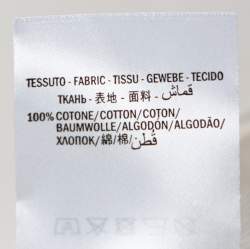 TESSUTO - FABRIC - TISSU - GEWEBE - TECIDO
ТКАНЬ - 表地 - 面料 - قماش
100% COTONE/COTTON/COTON/
BAUMWOLLE/ALGODÓN/ALGODÃO/
ХЛОПОК/綿/棉/قطن